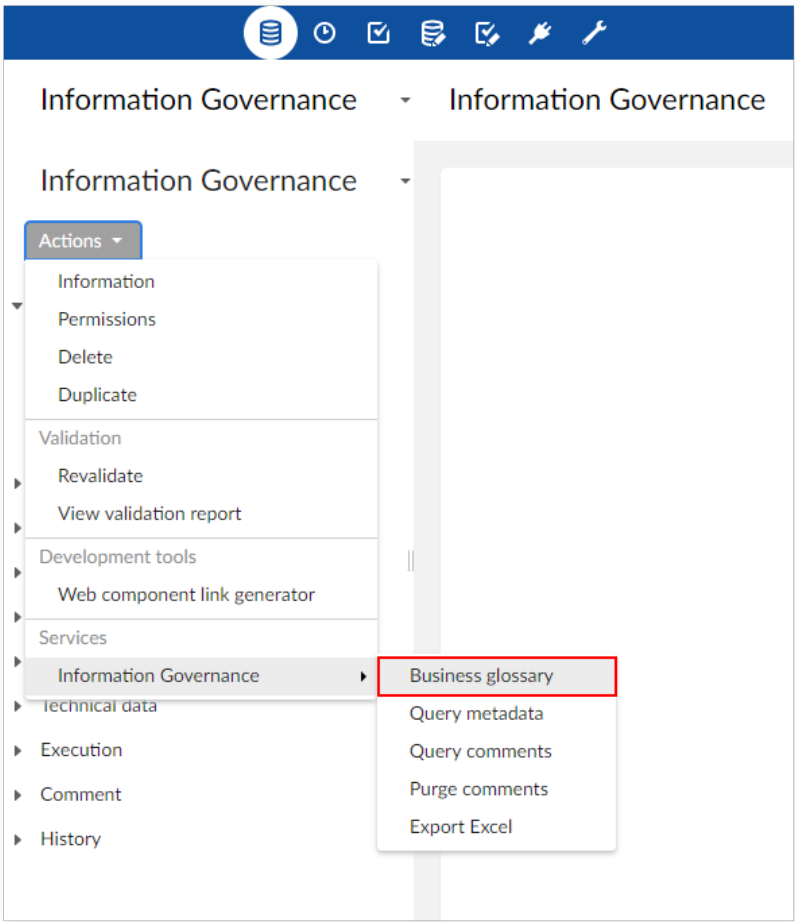 Information Governance
Information Governance
Information Governance
Actions
Information
Permissions
Delete
Duplicate
Validation
Revalidate
View validation report
Development tools
Web component link generator
Services
Information Governance
Business glossary
Query metadata
Query comments
Purge comments
Export Excel
Technical data
Execution
Comment
History